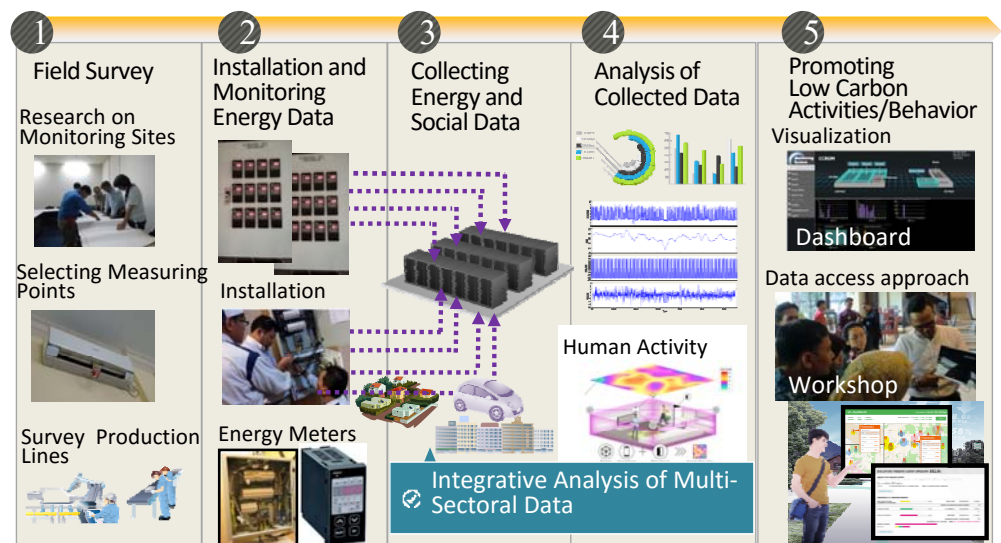 1
Field Survey
Research on
Monitoring Sites
Selecting Measuring
Points
Survey Production
Lines
2
Installation and
Monitoring
Energy Data
Installation
Energy Meters
3
Collecting
Energy and
Social Data
4
Analysis of
Collected Data
Human Activity
Integrative Analysis of Multi-
Sectoral Data
5
Promoting
Low Carbon
Activities/Behavior
Visualization
Dashboard
Data access approach
Workshop